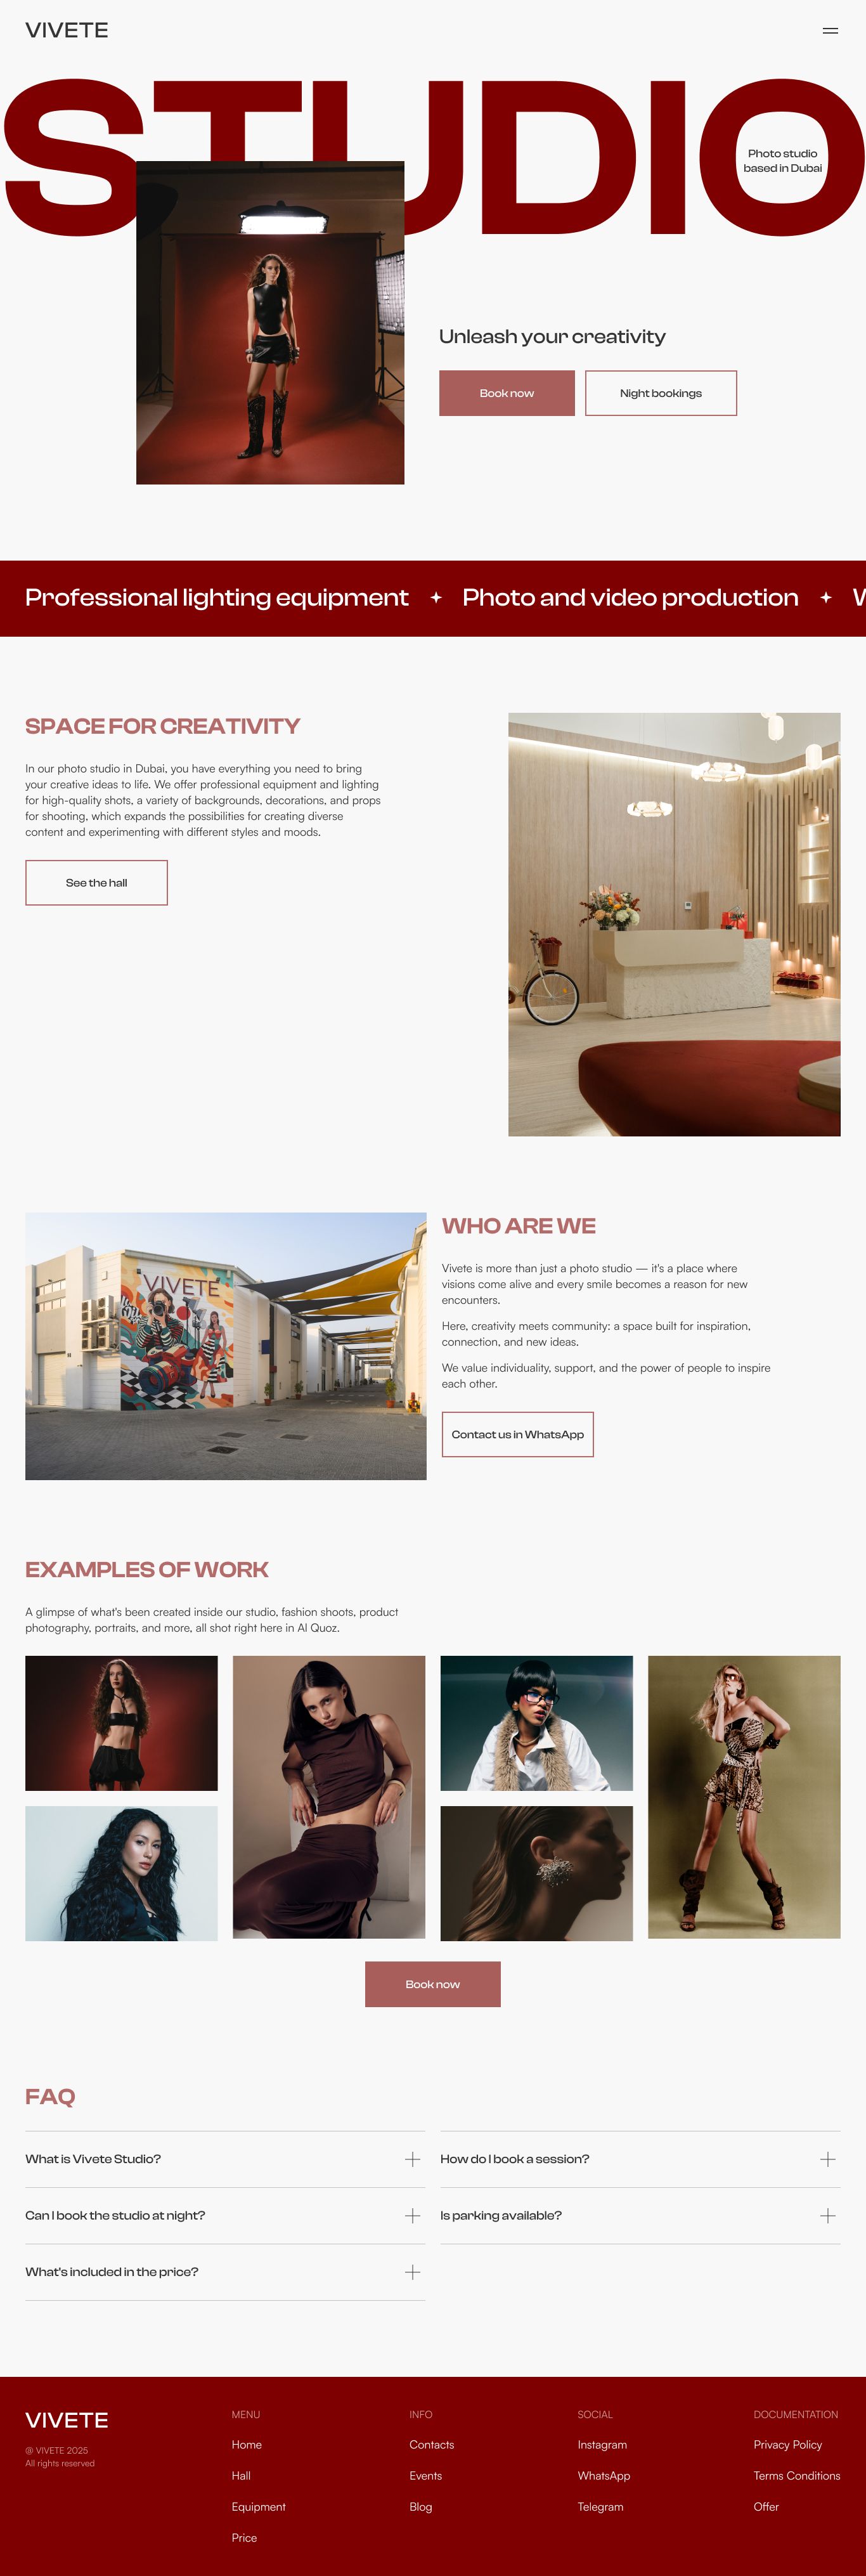 VIVETE
STUDIO
Photo studio
based in Dubai
Unleash your creativity
Book now
Night bookings
Professional lighting equipment
Photo and video production
SPACE FOR CREATIVITY
In our photo studio in Dubai, you have everything you need to bring
your creative ideas to life. We offer professional equipment and lighting
for high-quality shots, a variety of backgrounds, decorations, and props
for shooting, which expands the possibilities for creating diverse
content and experimenting with different styles and moods.
See the hall
VIVETE
WHO ARE WE
Vivete is more than just a photo studio — it's a place where
visions come alive and every smile becomes a reason for new
encounters.
Here, creativity meets community: a space built for inspiration,
connection, and new ideas.
We value individuality, support, and the power of people to inspire
each other.
Contact us in WhatsApp
EXAMPLES OF WORK
A glimpse of what's been created inside our studio, fashion shoots, product
photography, portraits, and more, all shot right here in Al Quoz.
Book now
FAQ
What is Vivete Studio?
How do I book a session?
Can I book the studio at night?
Is parking available?
What's included in the price?
VIVETE
@ VIVETE 2025
All rights reserved
MENU
Home
Hall
Equipment
Price
INFO
Contacts
Events
Blog
SOCIAL
Instagram
WhatsApp
Telegram
DOCUMENTATION
Privacy Policy
Terms Conditions
Offer